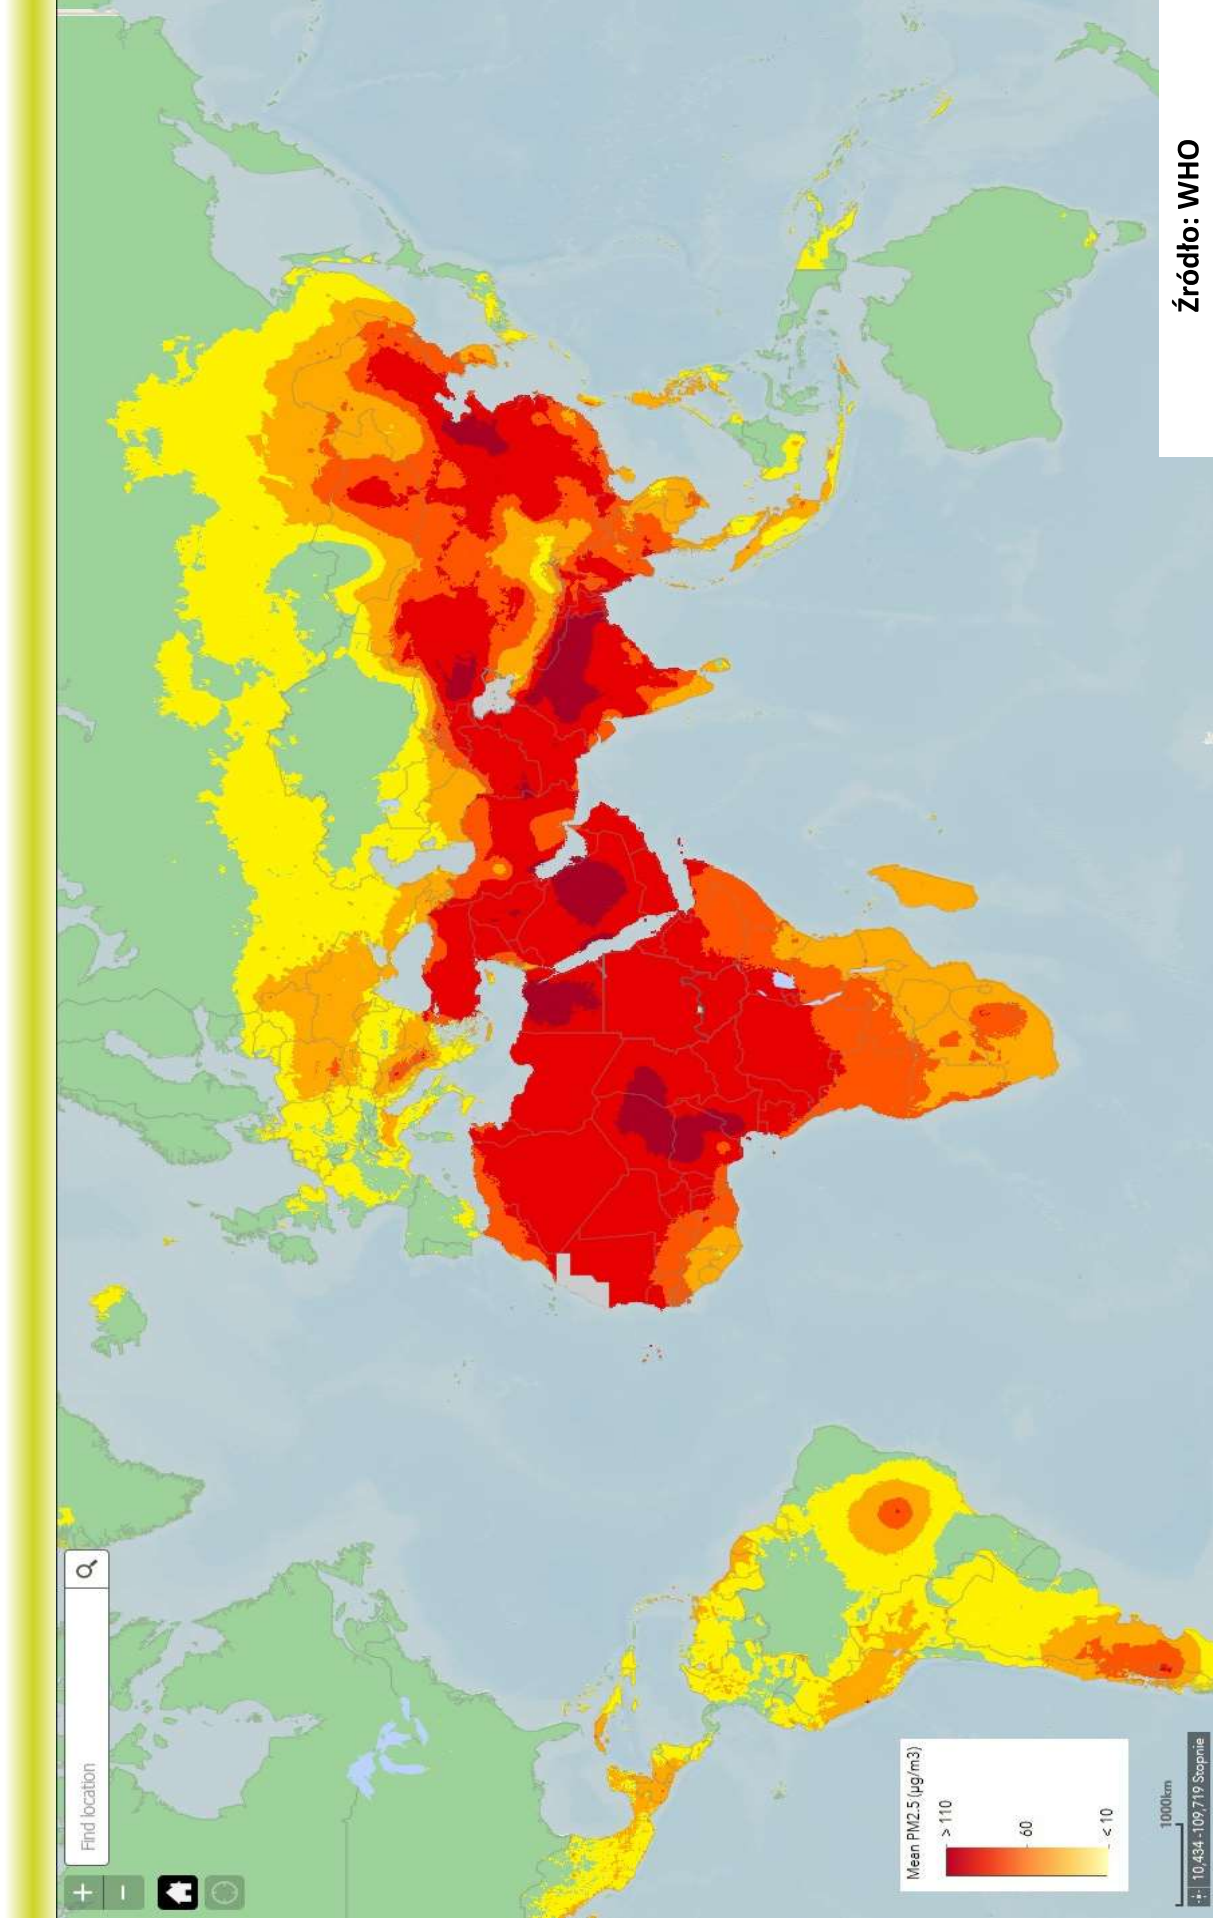 Find location
+
−
Mean PM2.5 (µg/m3)
> 110
60
< 10
1000km
10,434 -109,719 Stopnie
Źródło: WHO